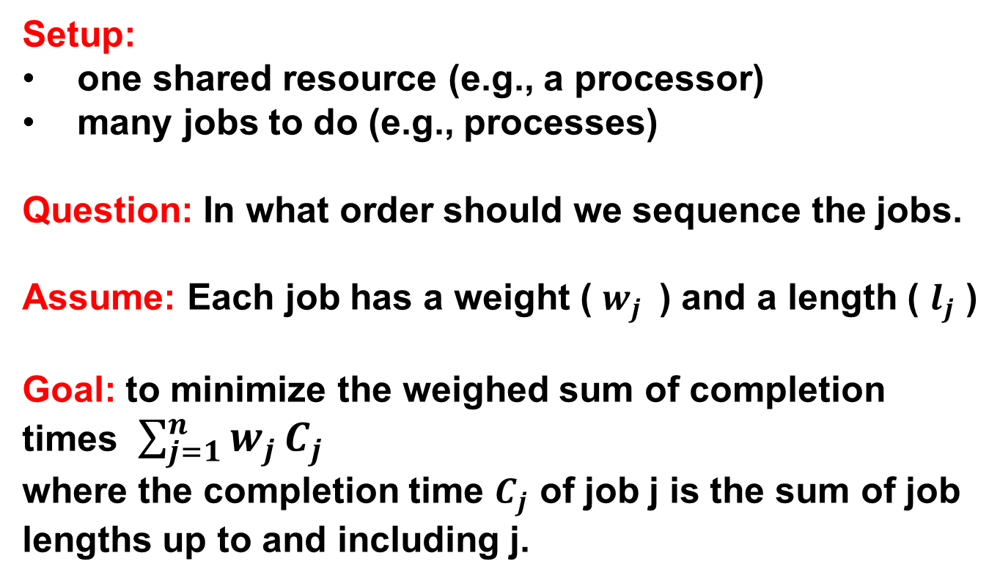 Setup:
• one shared resource (e.g., a processor)
• many jobs to do (e.g., processes)
Question: In what order should we sequence the jobs.
Assume: Each job has a weight ( $w_j$ ) and a length ( $l_j$ )
Goal: to minimize the weighed sum of completion
times $\sum_{j=1}^{n} w_j C_j$
where the completion time $C_j$ of job j is the sum of job
lengths up to and including j.